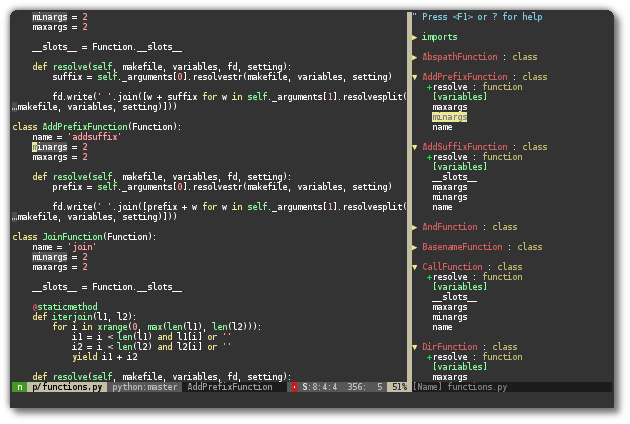 minargs = 2
maxargs = 2
__slots__ = Function.__slots__
def resolve(self, makefile, variables, fd, setting):
suffix = self._arguments[0].resolvestr(makefile, variables, setting)
fd.write(' '.join([w + suffix for w in self._arguments[1].resolvesplit(
…makefile, variables, setting)]))
class AddPrefixFunction(Function):
name = 'addsuffix'
minargs = 2
maxargs = 2
def resolve(self, makefile, variables, fd, setting):
prefix = self._arguments[0].resolvestr(makefile, variables, setting)
fd.write(' '.join([prefix + w for w in self._arguments[1].resolvesplit(
…makefile, variables, setting)]))
class JoinFunction(Function):
name = 'join'
minargs = 2
maxargs = 2
__slots__ = Function.__slots__
@staticmethod
def iterjoin(l1, l2):
for i in xrange(0, max(len(l1), len(l2))):
i1 = i < len(l1) and l1[i] or ''
i2 = i < len(l2) and l2[i] or ''
yield i1 + i2
def resolve(self, makefile, variables, fd, setting):
n p/functions.py python:master AddPrefixFunction S:8:4:4 356: 5 51%
" Press <F1> or ? for help
▶ imports
▶ AbspathFunction : class
▼ AddPrefixFunction : class
+resolve : function
[variables]
maxargs
minargs
name
▼ AddSuffixFunction : class
+resolve : function
[variables]
__slots__
maxargs
minargs
name
▶ AndFunction : class
▶ BasenameFunction : class
▼ CallFunction : class
+resolve : function
[variables]
__slots__
maxargs
minargs
name
▼ DirFunction : class
+resolve : function
[variables]
maxargs
[Name] functions.py